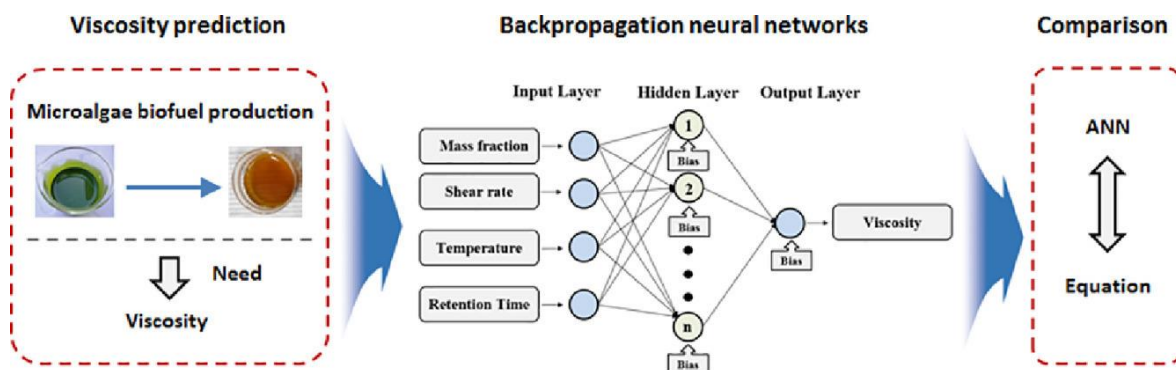 Viscosity prediction
Backpropagation neural networks
Comparison
Microalgae biofuel production
Need
Viscosity
Input Layer
Hidden Layer
Output Layer
Mass fraction
Shear rate
Temperature
Retention Time
1
Bias
2
Bias
n
Bias
Bias
Viscosity
ANN
Equation